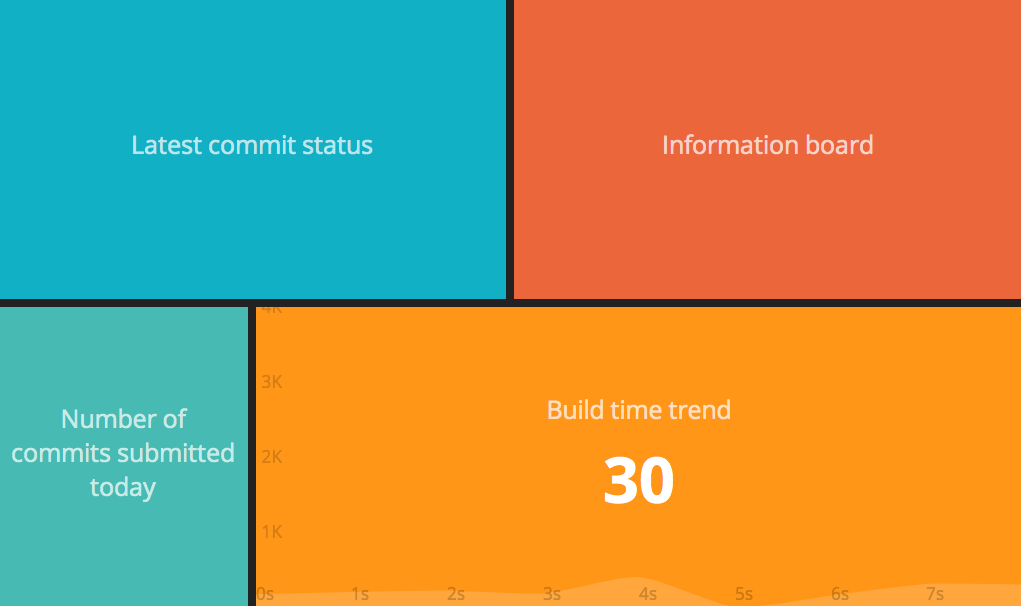 Latest commit status
Information board
Number of
commits submitted
today
4K
3K
2K
1K
Build time trend
30
0s 1s 2s 3s 4s 5s 6s 7s